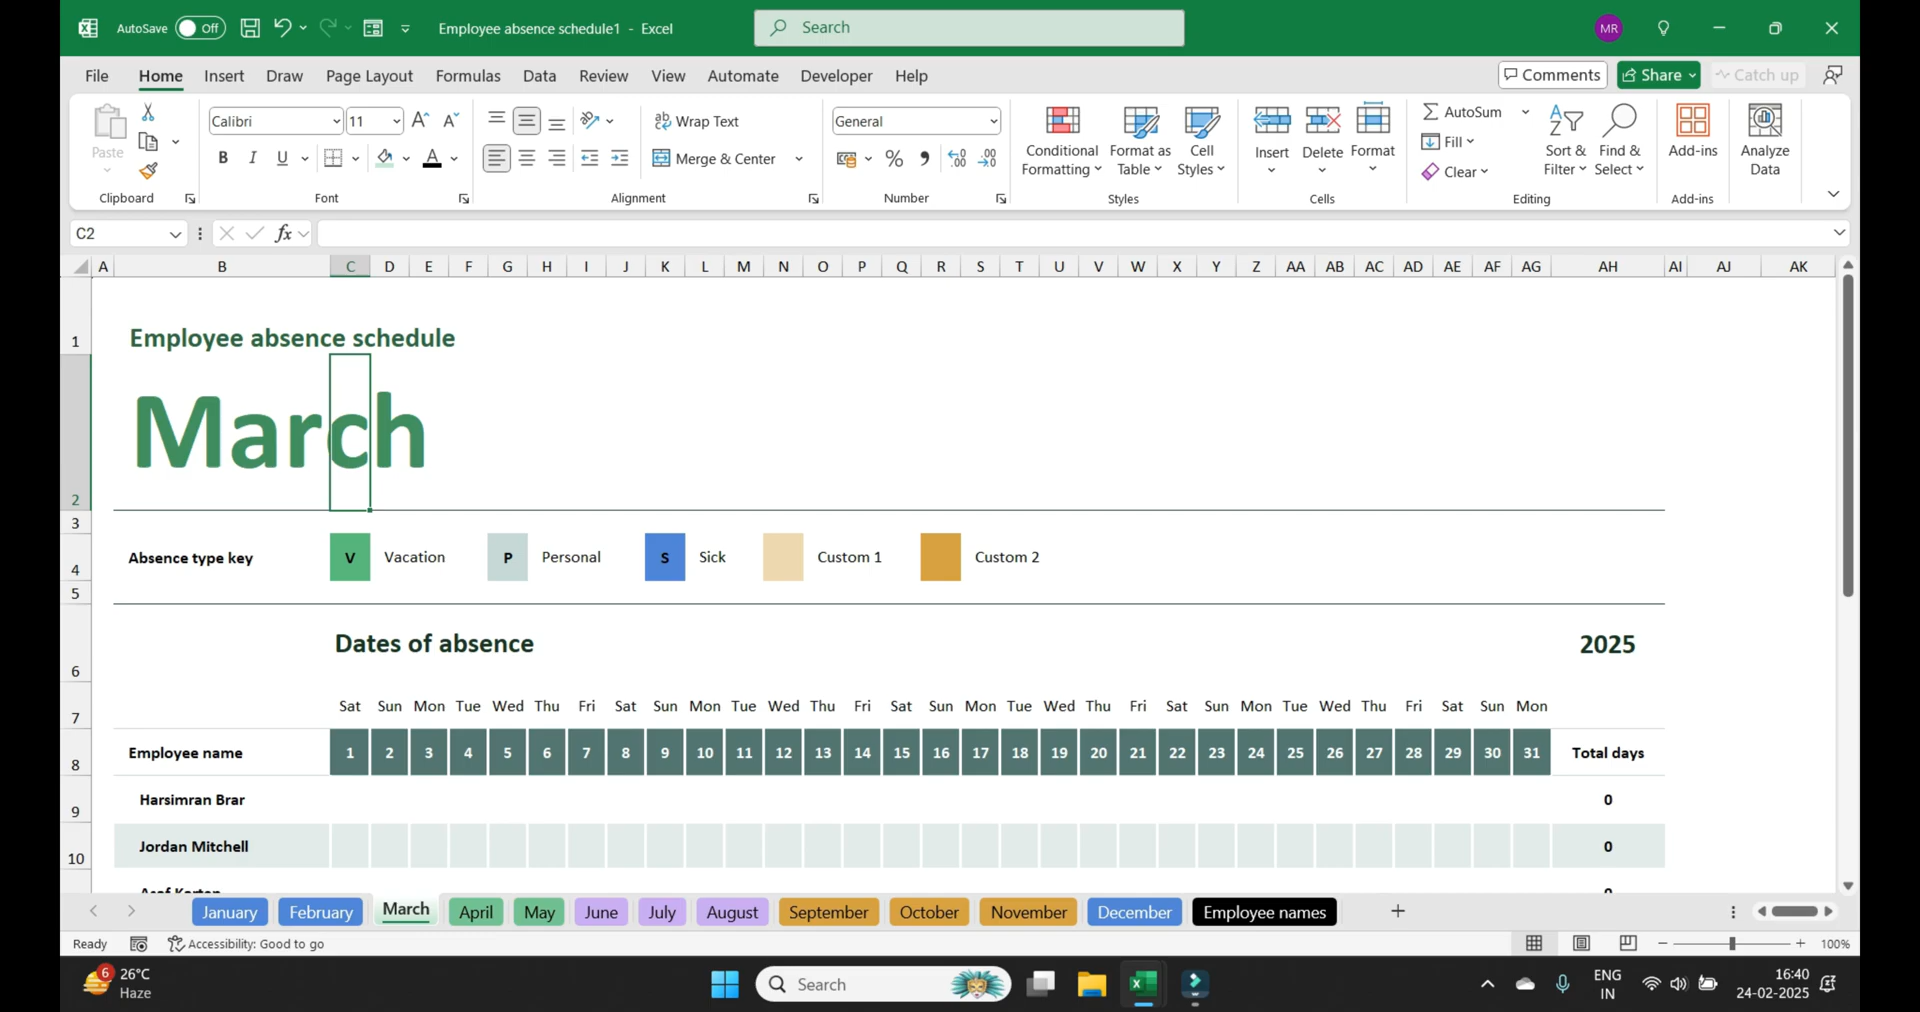 AutoSave Off Employee absence schedule1 - Excel Search MR
File Home Insert Draw Page Layout Formulas Data Review View Automate Developer Help Comments Share Catch up
Paste Calibri 11 Wrap Text General Conditional Formatting Format as Table Cell Styles Insert Delete Format AutoSum Fill Clear Sort & Filter Find & Select Add-ins Analyze Data
B I U A Merge & Center
Clipboard Font Alignment Number Styles Cells Editing Add-ins
C2 fx
A B C D E F G H I J K L M N O P Q R S T U V W X Y Z AA AB AC AD AE AF AG AH AI AJ AK
1 Employee absence schedule
2 March
3
4 Absence type key V Vacation P Personal S Sick Custom 1 Custom 2
5
6 Dates of absence 2025
7 Sat Sun Mon Tue Wed Thu Fri Sat Sun Mon Tue Wed Thu Fri Sat Sun Mon Tue Wed Thu Fri Sat Sun Mon Tue Wed Thu Fri Sat Sun Mon
8 Employee name 1 2 3 4 5 6 7 8 9 10 11 12 13 14 15 16 17 18 19 20 21 22 23 24 25 26 27 28 29 30 31 Total days
9 Harsimran Brar 0
10 Jordan Mitchell 0
January February March April May June July August September October November December Employee names
Ready Accessibility: Good to go 100%
6 26°C Haze Search ENG IN 16:40 24-02-2025